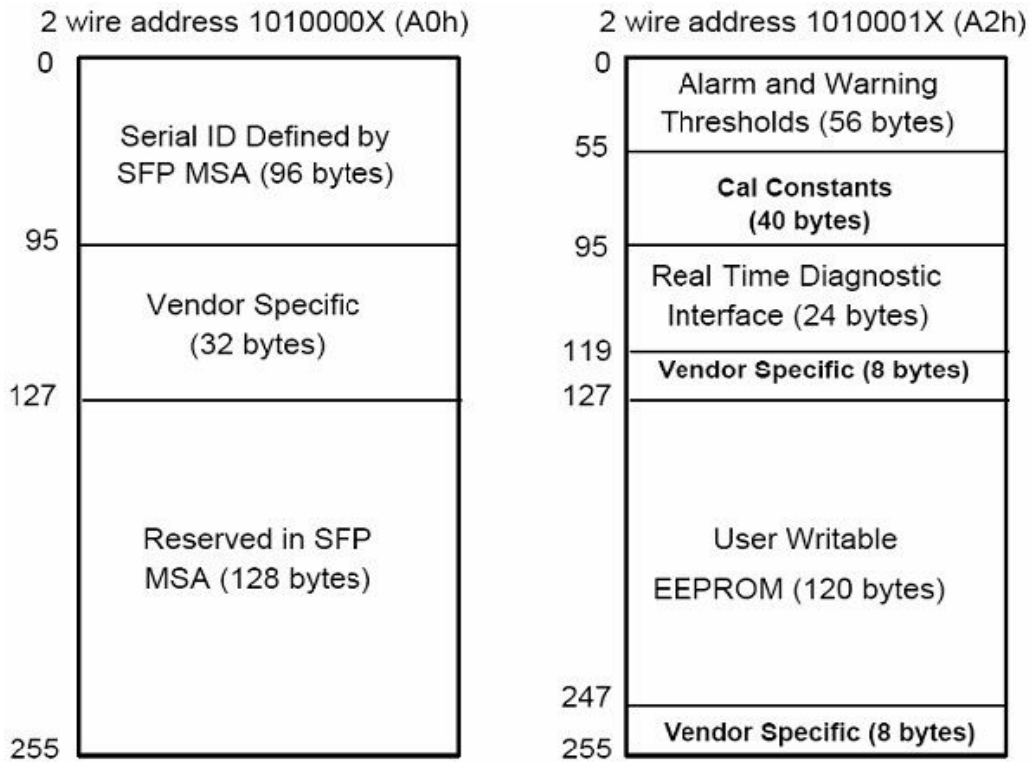 2 wire address 1010000X (A0h)
0
Serial ID Defined by
SFP MSA (96 bytes)
95
Vendor Specific
(32 bytes)
127
Reserved in SFP
MSA (128 bytes)
255
2 wire address 1010001X (A2h)
0
Alarm and Warning
Thresholds (56 bytes)
55
Cal Constants
(40 bytes)
95
Real Time Diagnostic
Interface (24 bytes)
119
Vendor Specific (8 bytes)
127
User Writable
EEPROM (120 bytes)
247
Vendor Specific (8 bytes)
255